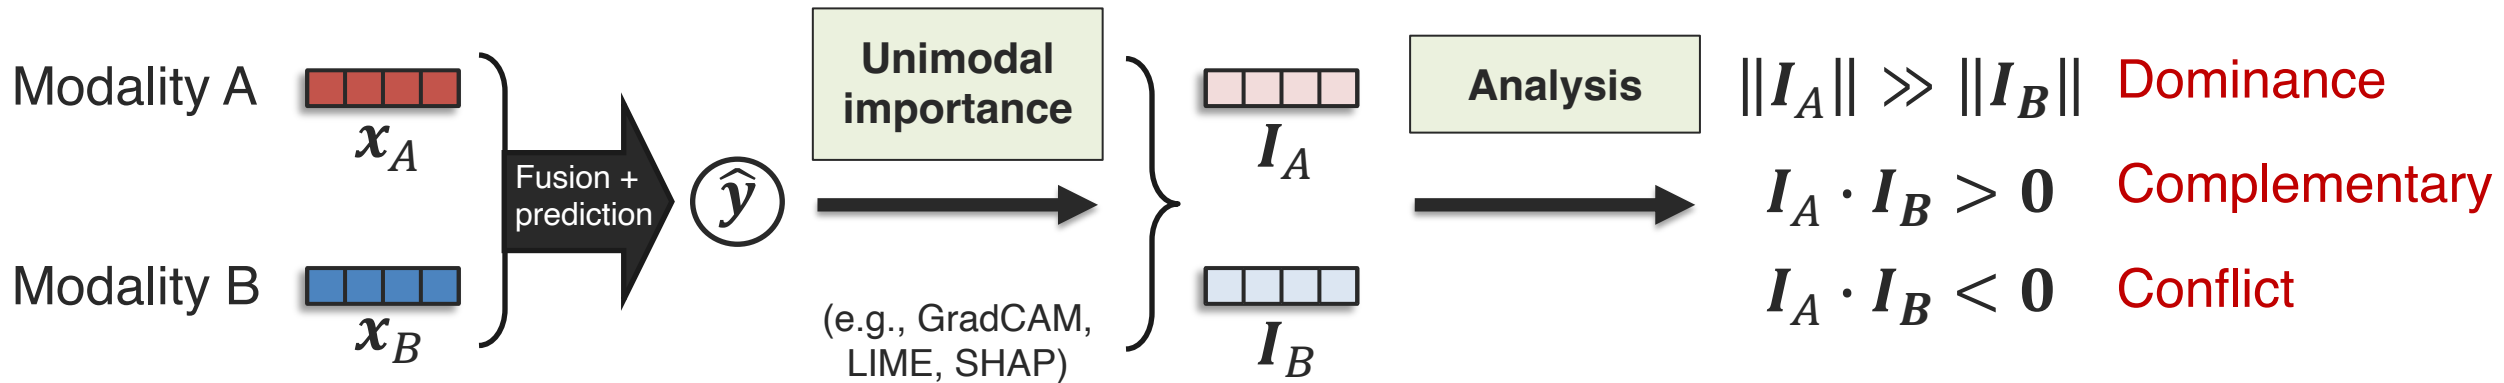 Modality A
x_A
Modality B
x_B
Fusion +
prediction
ŷ
Unimodal
importance
(e.g., GradCAM,
LIME, SHAP)
I_A
I_B
Analysis
||I_A|| ≫ ||I_B|| Dominance
I_A · I_B > 0 Complementary
I_A · I_B < 0 Conflict